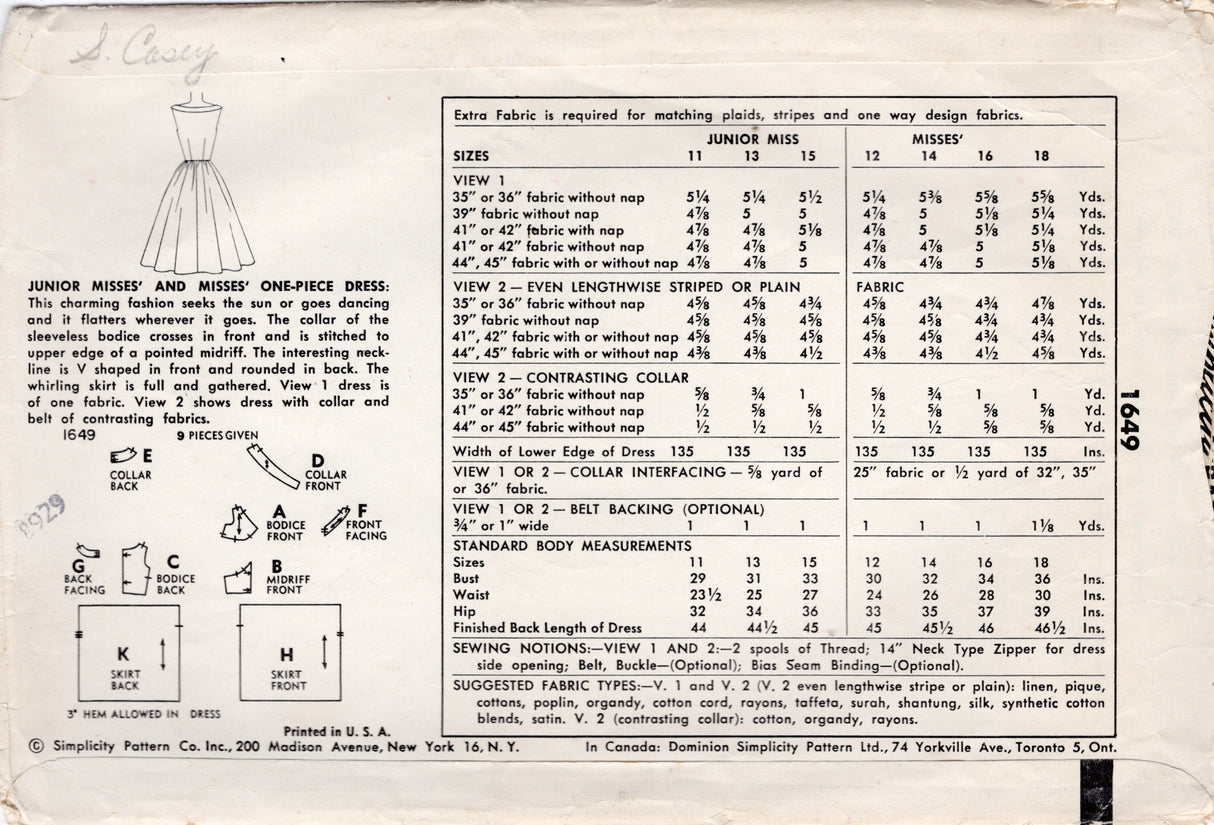 S. Casey
JUNIOR MISSES' AND MISSES' ONE-PIECE DRESS:
This charming fashion seeks the sun or goes dancing
and it flatters wherever it goes. The collar of the
sleeveless bodice crosses in front and is stitched to
upper edge of a pointed midriff. The interesting neck-
line is V shaped in front and rounded in back. The
whirling skirt is full and gathered. View 1 dress is
of one fabric. View 2 shows dress with collar and
belt of contrasting fabrics.
1649 9 PIECES GIVEN
E
COLLAR
BACK
D
COLLAR
FRONT
A
BODICE
FRONT
F
FRONT
FACING
G
BACK
FACING
C
BODICE
BACK
B
MIDRIFF
FRONT
K
SKIRT
BACK
H
SKIRT
FRONT
3" HEM ALLOWED IN DRESS
Printed in U. S. A.
Extra Fabric is required for matching plaids, stripes and one way design fabrics.
JUNIOR MISS MISSES'
SIZES 11 13 15 12 14 16 18
VIEW 1
35" or 36" fabric without nap 5¼ 5¼ 5½ 5¼ 5⅜ 5⅝ 5⅝ Yds.
39" fabric without nap 4⅞ 5 5 4⅞ 5 5⅛ 5¼ Yds.
41" or 42" fabric with nap 4⅞ 4⅞ 5⅛ 4⅞ 5 5⅛ 5¼ Yds.
41" or 42" fabric without nap 4⅞ 4⅞ 5 4⅞ 4⅞ 5 5⅛ Yds.
44", 45" fabric with or without nap 4⅞ 4⅞ 5 4⅞ 4⅞ 5 5⅛ Yds.
VIEW 2 — EVEN LENGTHWISE STRIPED OR PLAIN FABRIC
35" or 36" fabric without nap 4⅝ 4⅝ 4¾ 4⅝ 4¾ 4¾ 4⅞ Yds.
39" fabric without nap 4⅝ 4⅝ 4⅝ 4⅝ 4⅝ 4¾ 4¾ Yds.
41", 42" fabric with or without nap 4⅝ 4⅝ 4⅝ 4⅝ 4⅝ 4¾ 4¾ Yds.
44", 45" fabric with or without nap 4⅜ 4⅜ 4½ 4⅜ 4⅜ 4½ 4⅝ Yds.
VIEW 2 — CONTRASTING COLLAR
35" or 36" fabric without nap ⅝ ¾ 1 ⅝ ¾ 1 1 Yd.
41" or 42" fabric without nap ½ ⅝ ⅝ ½ ⅝ ⅝ ⅝ Yd.
44" or 45" fabric without nap ½ ½ ½ ½ ½ ⅝ ⅝ Yd.
Width of Lower Edge of Dress 135 135 135 135 135 135 135 Ins.
VIEW 1 OR 2 — COLLAR INTERFACING — ⅝ yard of 25" fabric or ½ yard of 32", 35"
or 36" fabric.
VIEW 1 OR 2 — BELT BACKING (OPTIONAL)
¾" or 1" wide 1 1 1 1 1 1 1⅛ Yds.
STANDARD BODY MEASUREMENTS
Sizes 11 13 15 12 14 16 18
Bust 29 31 33 30 32 34 36 Ins.
Waist 23½ 25 27 24 26 28 30 Ins.
Hip 32 34 36 33 35 37 39 Ins.
Finished Back Length of Dress 44 44½ 45 45 45½ 46 46½ Ins.
SEWING NOTIONS:—VIEW 1 AND 2:—2 spools of Thread; 14" Neck Type Zipper for dress
side opening; Belt, Buckle—(Optional); Bias Seam Binding—(Optional).
SUGGESTED FABRIC TYPES:—V. 1 and V. 2 (V. 2 even lengthwise stripe or plain): linen, pique,
cottons, poplin, organdy, cotton cord, rayons, taffeta, surah, shantung, silk, synthetic cotton
blends, satin. V. 2 (contrasting collar): cotton, organdy, rayons.
1649
© Simplicity Pattern Co. Inc., 200 Madison Avenue, New York 16, N. Y. In Canada: Dominion Simplicity Pattern Ltd., 74 Yorkville Ave., Toronto 5, Ont.